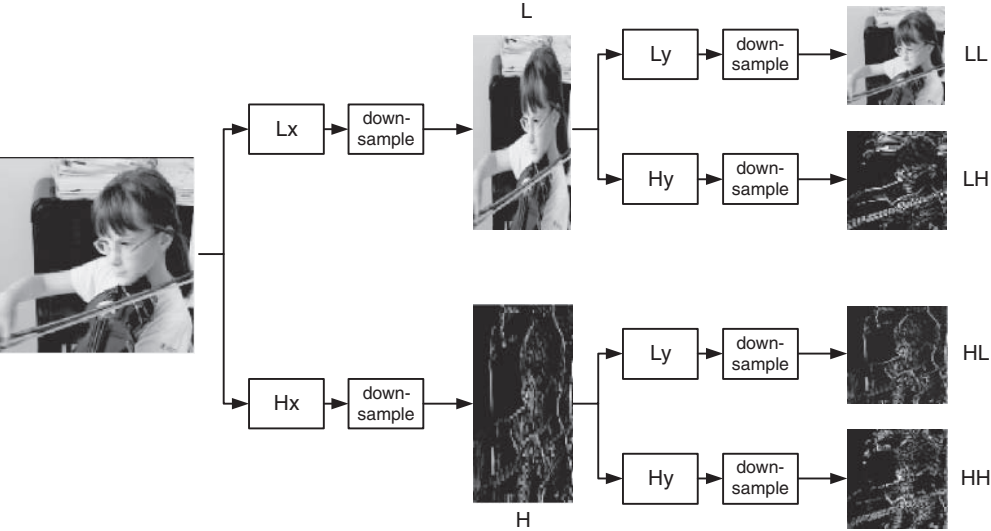 L
Ly
down-
sample
LL
Lx
down-
sample
Hy
down-
sample
LH
Ly
down-
sample
HL
Hx
down-
sample
Hy
down-
sample
HH
H